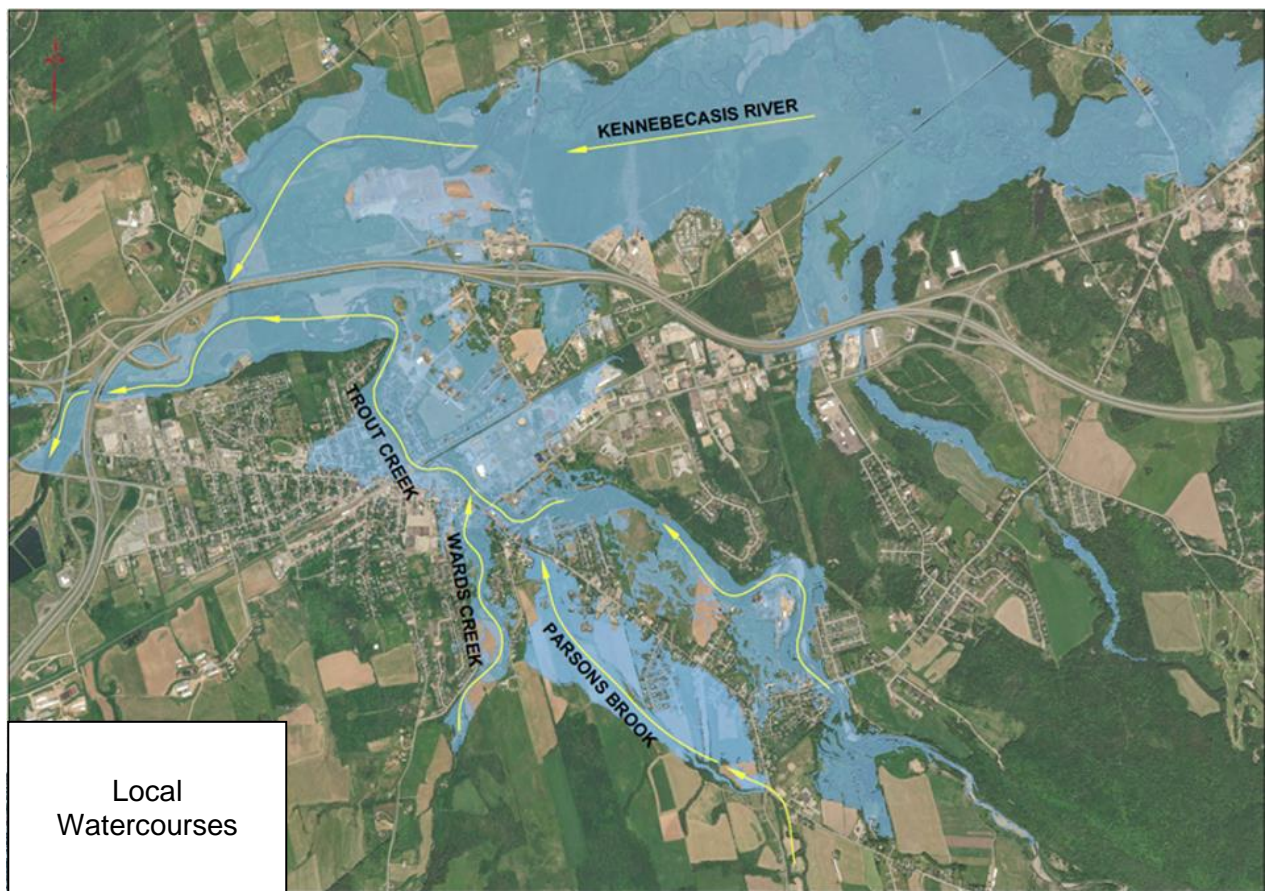 KENNEBECASIS RIVER
TROUT CREEK
WARDS CREEK
PARSONS BROOK
Local
Watercourses